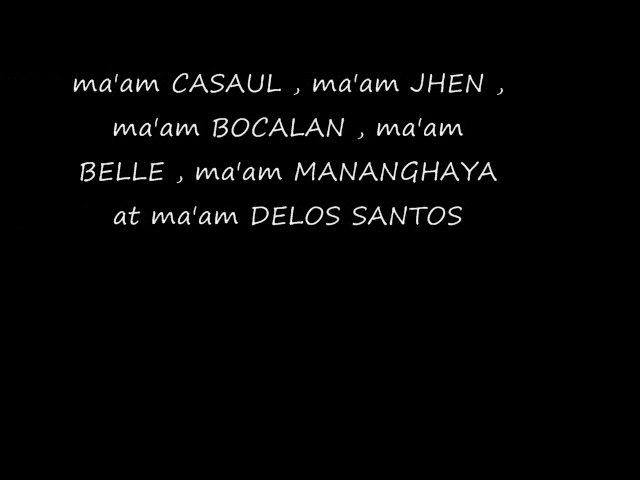 ma'am CASAUL , ma'am JHEN ,
ma'am BOCALAN , ma'am
BELLE , ma'am MANANGHAYA
at ma'am DELOS SANTOS